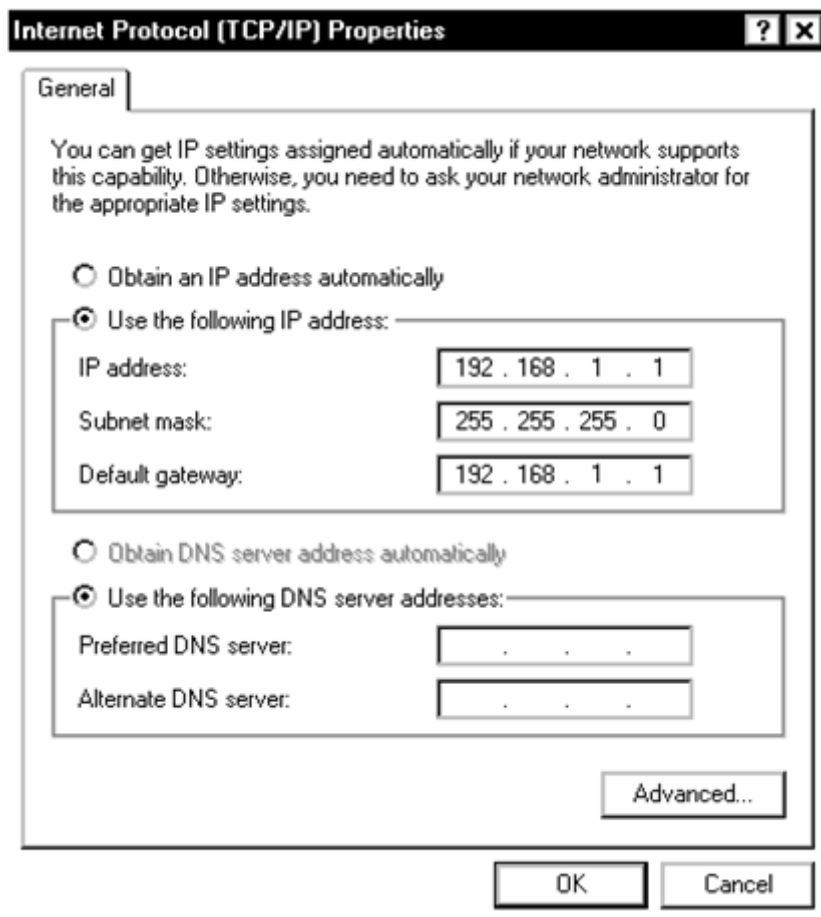 Internet Protocol (TCP/IP) Properties
General
You can get IP settings assigned automatically if your network supports
this capability. Otherwise, you need to ask your network administrator for
the appropriate IP settings.
Obtain an IP address automatically
Use the following IP address:
IP address: 192 . 168 . 1 . 1
Subnet mask: 255 . 255 . 255 . 0
Default gateway: 192 . 168 . 1 . 1
Obtain DNS server address automatically
Use the following DNS server addresses:
Preferred DNS server: . . .
Alternate DNS server: . . .
Advanced...
OK Cancel